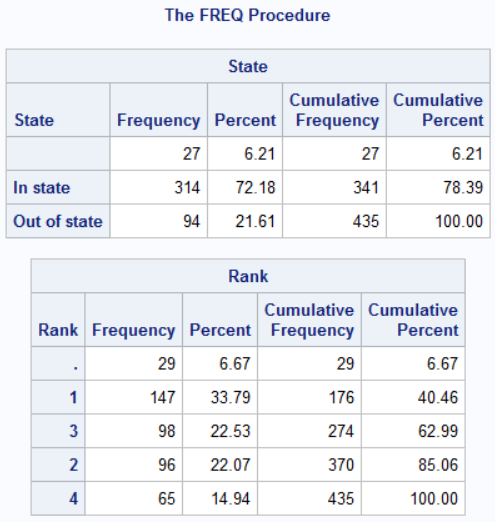 The FREQ Procedure
State
State Frequency Percent Cumulative Frequency Cumulative Percent
27 6.21 27 6.21
In state 314 72.18 341 78.39
Out of state 94 21.61 435 100.00
Rank
Rank Frequency Percent Cumulative Frequency Cumulative Percent
. 29 6.67 29 6.67
1 147 33.79 176 40.46
3 98 22.53 274 62.99
2 96 22.07 370 85.06
4 65 14.94 435 100.00